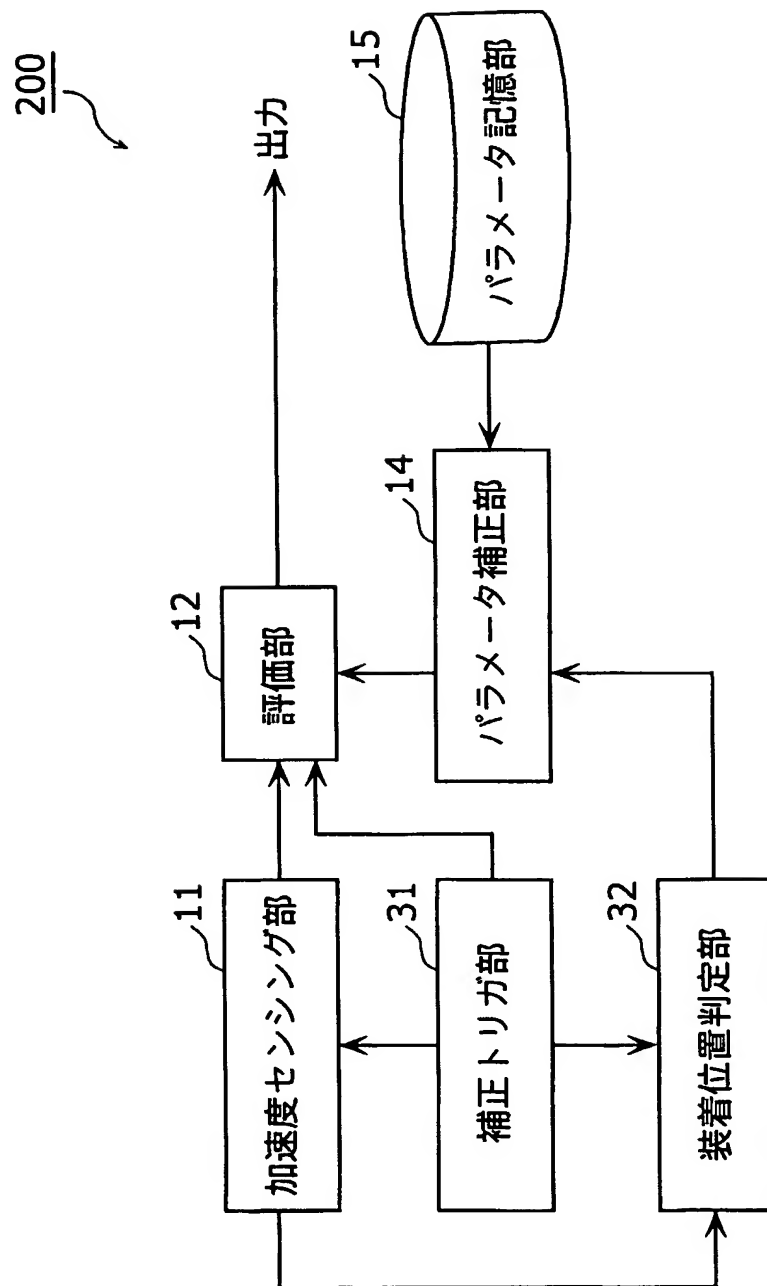 200
11
加速度センシング部
12
評価部
出力
31
補正トリガ部
14
パラメータ補正部
15
パラメータ記憶部
32
装着位置判定部